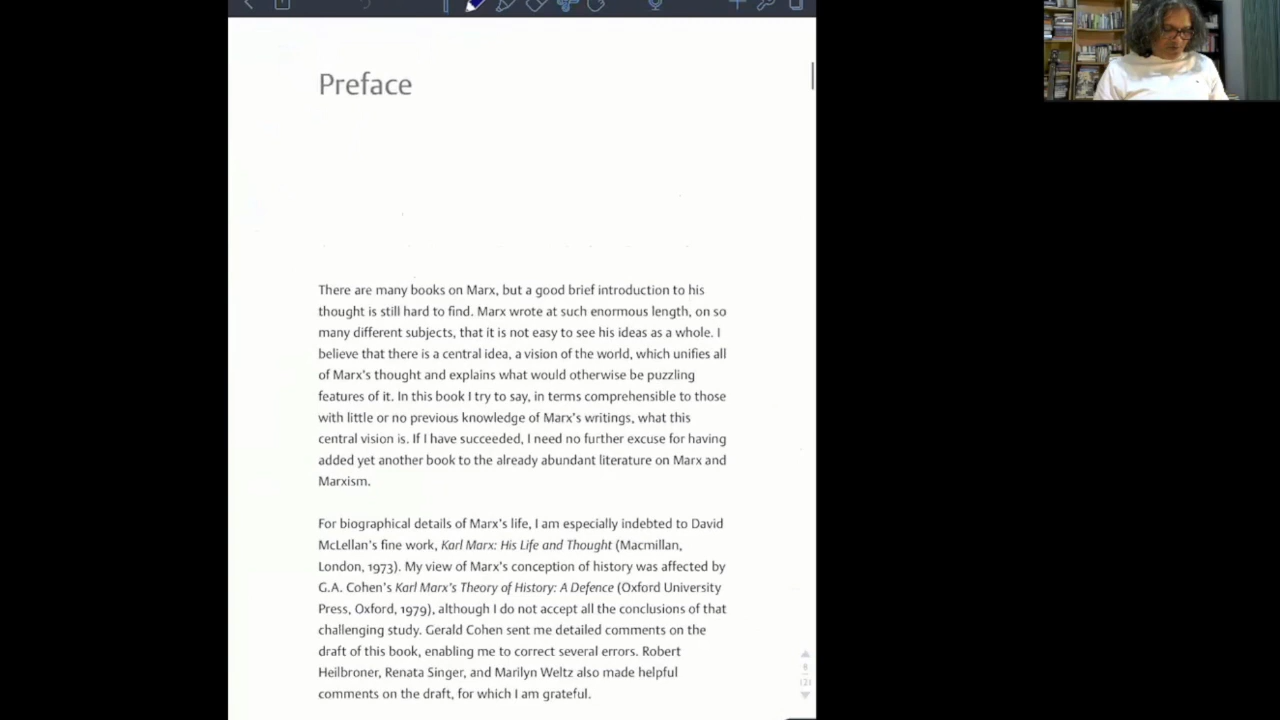 Preface
There are many books on Marx, but a good brief introduction to his
thought is still hard to find. Marx wrote at such enormous length, on so
many different subjects, that it is not easy to see his ideas as a whole. I
believe that there is a central idea, a vision of the world, which unifies all
of Marx's thought and explains what would otherwise be puzzling
features of it. In this book I try to say, in terms comprehensible to those
with little or no previous knowledge of Marx's writings, what this
central vision is. If I have succeeded, I need no further excuse for having
added yet another book to the already abundant literature on Marx and
Marxism.
For biographical details of Marx's life, I am especially indebted to David
McLellan's fine work, Karl Marx: His Life and Thought (Macmillan,
London, 1973). My view of Marx's conception of history was affected by
G.A. Cohen's Karl Marx's Theory of History: A Defence (Oxford University
Press, Oxford, 1979), although I do not accept all the conclusions of that
challenging study. Gerald Cohen sent me detailed comments on the
draft of this book, enabling me to correct several errors. Robert
Heilbroner, Renata Singer, and Marilyn Weltz also made helpful
comments on the draft, for which I am grateful.